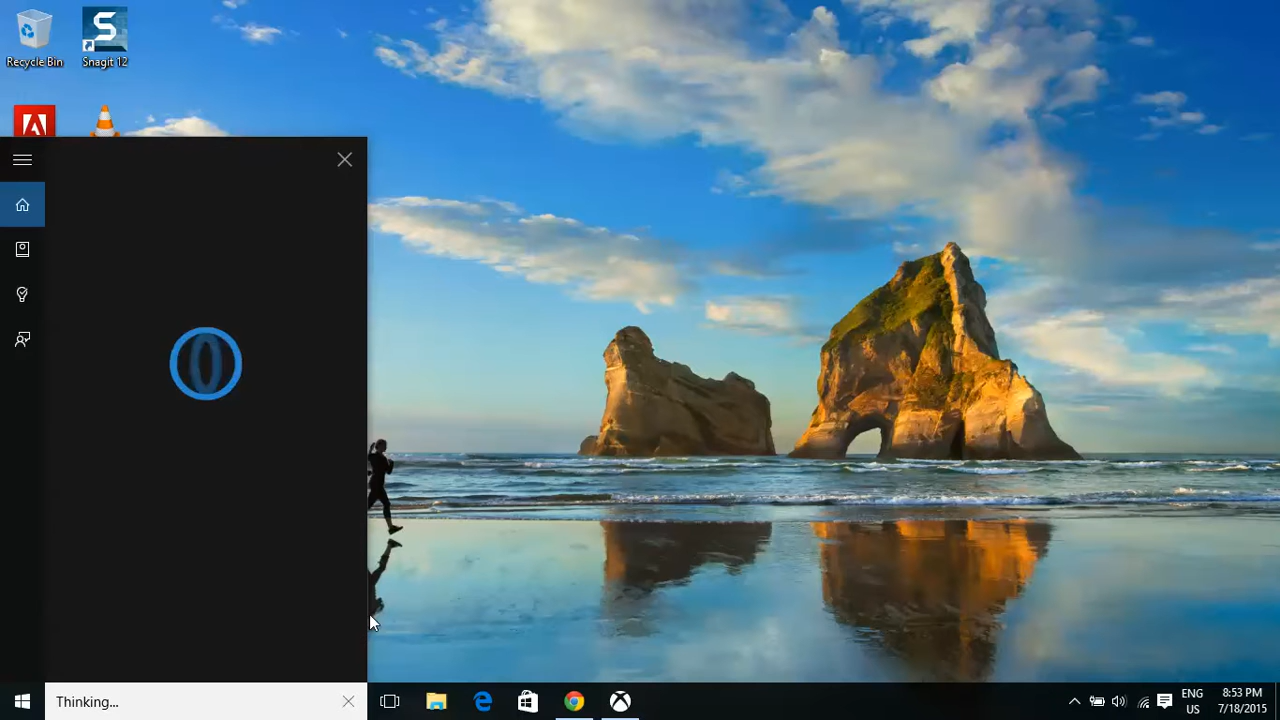 Recycle Bin
Snagit 12
Thinking...
ENG
US
8:53 PM
7/18/2015